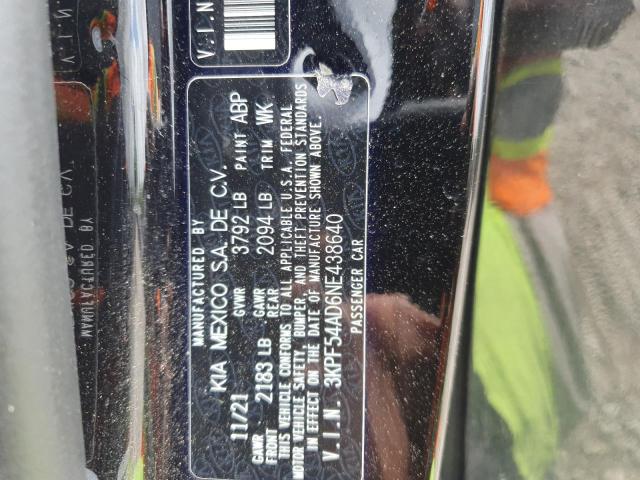 V.I.N
MANUFACTURED BY
KIA MEXICO S.A. DE C.V.
11/21 GVWR 3792 LB PAINT ABP
GAWR FRONT 2183 LB GAWR REAR 2094 LB TRIM WK
THIS VEHICLE CONFORMS TO ALL APPLICABLE U.S.A. FEDERAL
MOTOR VEHICLE SAFETY, BUMPER, AND THEFT PREVENTION STANDARDS
IN EFFECT ON THE DATE OF MANUFACTURE SHOWN ABOVE.
V.I.N. 3KPF54AD6NE438640
PASSENGER CAR